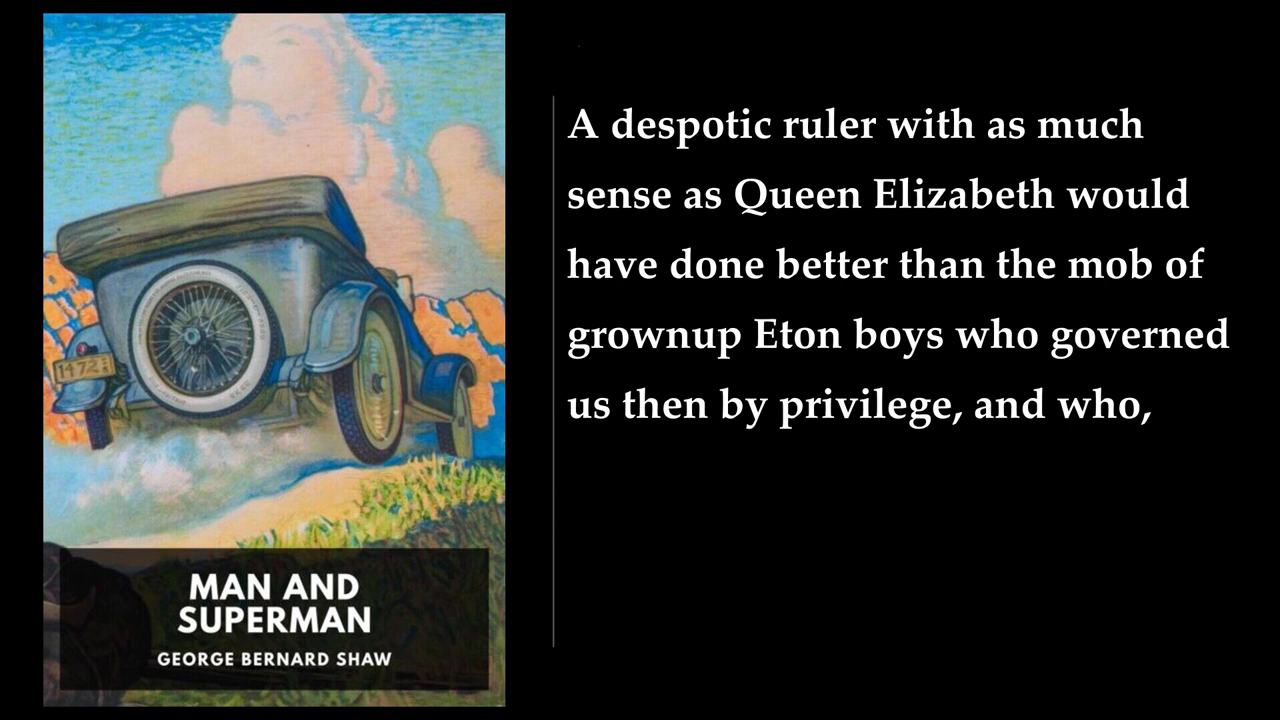 1472
MAN AND
SUPERMAN
GEORGE BERNARD SHAW
A despotic ruler with as much
sense as Queen Elizabeth would
have done better than the mob of
grownup Eton boys who governed
us then by privilege, and who,